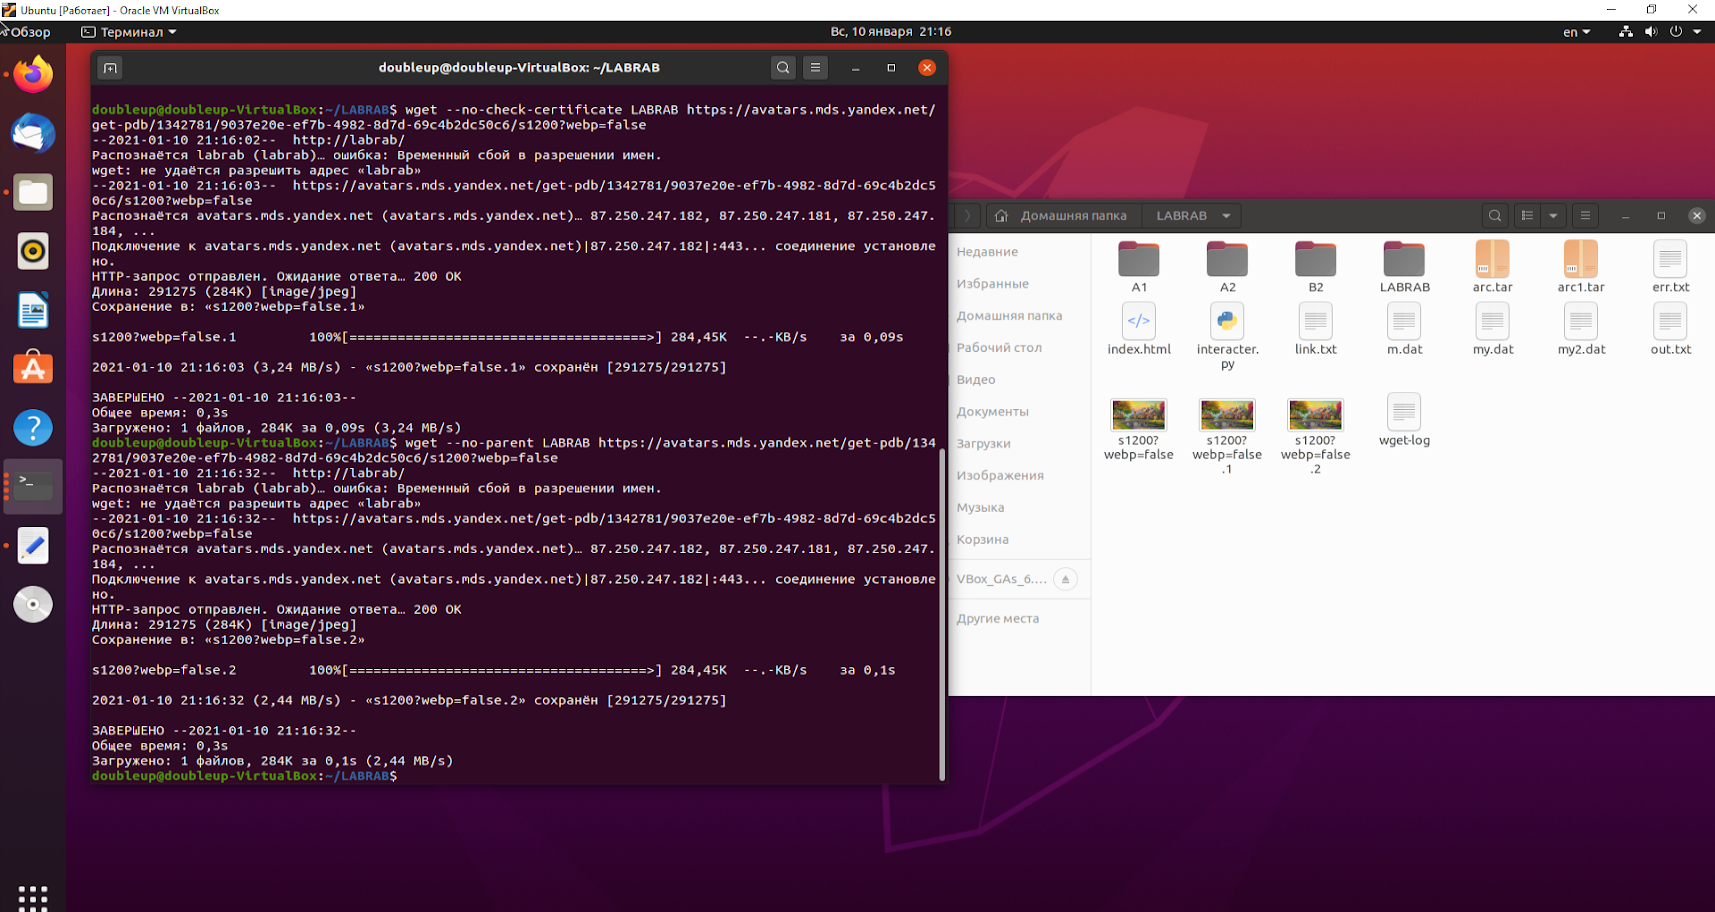 Ubuntu [Работает] - Oracle VM VirtualBox
Обзор
Терминал
Вс, 10 января 21:16
en
doubleup@doubleup-VirtualBox: ~/LABRAB
doubleup@doubleup-VirtualBox:~/LABRAB$ wget --no-check-certificate LABRAB https://avatars.mds.yandex.net/
get-pdb/1342781/9037e20e-ef7b-4982-8d7d-69c4b2dc50c6/s1200?webp=false
--2021-01-10 21:16:02-- http://labrab/
Распознаётся labrab (labrab)… ошибка: Временный сбой в разрешении имен.
wget: не удаётся разрешить адрес «labrab»
--2021-01-10 21:16:03-- https://avatars.mds.yandex.net/get-pdb/1342781/9037e20e-ef7b-4982-8d7d-69c4b2dc5
0c6/s1200?webp=false
Распознаётся avatars.mds.yandex.net (avatars.mds.yandex.net)… 87.250.247.182, 87.250.247.181, 87.250.247.
184, ...
Подключение к avatars.mds.yandex.net (avatars.mds.yandex.net)|87.250.247.182|:443... соединение установле
но.
HTTP-запрос отправлен. Ожидание ответа… 200 OK
Длина: 291275 (284K) [image/jpeg]
Сохранение в: «s1200?webp=false.1»
s1200?webp=false.1 100%[=====================================>] 284,45K --.-KB/s за 0,09s
2021-01-10 21:16:03 (3,24 MB/s) - «s1200?webp=false.1» сохранён [291275/291275]
ЗАВЕРШЕНО --2021-01-10 21:16:03--
Общее время: 0,3s
Загружено: 1 файлов, 284K за 0,09s (3,24 MB/s)
doubleup@doubleup-VirtualBox:~/LABRAB$ wget --no-parent LABRAB https://avatars.mds.yandex.net/get-pdb/134
2781/9037e20e-ef7b-4982-8d7d-69c4b2dc50c6/s1200?webp=false
--2021-01-10 21:16:32-- http://labrab/
Распознаётся labrab (labrab)… ошибка: Временный сбой в разрешении имен.
wget: не удаётся разрешить адрес «labrab»
--2021-01-10 21:16:32-- https://avatars.mds.yandex.net/get-pdb/1342781/9037e20e-ef7b-4982-8d7d-69c4b2dc5
0c6/s1200?webp=false
Распознаётся avatars.mds.yandex.net (avatars.mds.yandex.net)… 87.250.247.182, 87.250.247.181, 87.250.247.
184, ...
Подключение к avatars.mds.yandex.net (avatars.mds.yandex.net)|87.250.247.182|:443... соединение установле
но.
HTTP-запрос отправлен. Ожидание ответа… 200 OK
Длина: 291275 (284K) [image/jpeg]
Сохранение в: «s1200?webp=false.2»
s1200?webp=false.2 100%[=====================================>] 284,45K --.-KB/s за 0,1s
2021-01-10 21:16:32 (2,44 MB/s) - «s1200?webp=false.2» сохранён [291275/291275]
ЗАВЕРШЕНО --2021-01-10 21:16:32--
Общее время: 0,3s
Загружено: 1 файлов, 284K за 0,1s (2,44 MB/s)
doubleup@doubleup-VirtualBox:~/LABRAB$
Домашняя папка
LABRAB
Недавние
Избранные
Домашняя папка
Рабочий стол
Видео
Документы
Загрузки
Изображения
Музыка
Корзина
VBox_GAs_6.…
Другие места
A1
A2
B2
LABRAB
arc.tar
arc1.tar
err.txt
index.html
interacter.
py
link.txt
m.dat
my.dat
my2.dat
out.txt
s1200?
webp=false
s1200?
webp=false
.1
s1200?
webp=false
.2
wget-log